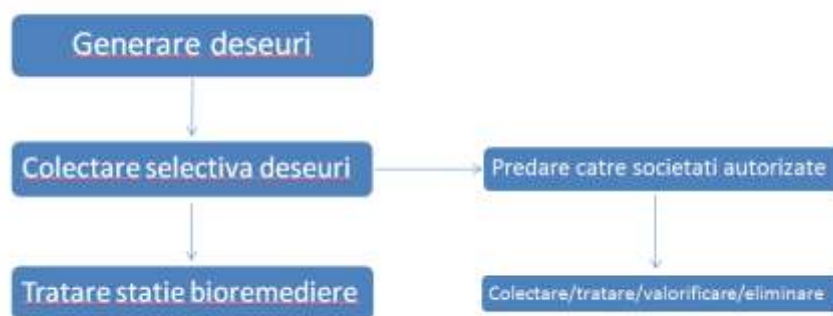 Generare deseuri
Colectare selectiva deseuri
Predare catre societati autorizate
Tratare statie bioremediere
Colectare/tratare/valorificare/eliminare